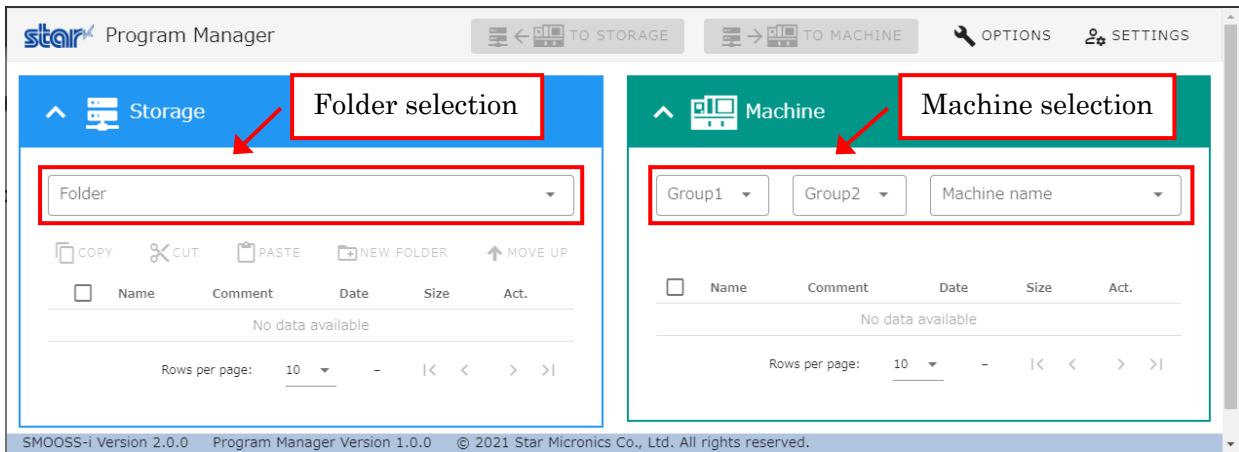 star Program Manager TO STORAGE TO MACHINE OPTIONS SETTINGS
Storage
Folder selection
Folder
COPY CUT PASTE NEW FOLDER MOVE UP
Name Comment Date Size Act.
No data available
Rows per page: 10 –
Machine
Machine selection
Group1 Group2 Machine name
Name Comment Date Size Act.
No data available
Rows per page: 10 –
SMOOSS-i Version 2.0.0 Program Manager Version 1.0.0 © 2021 Star Micronics Co., Ltd. All rights reserved.